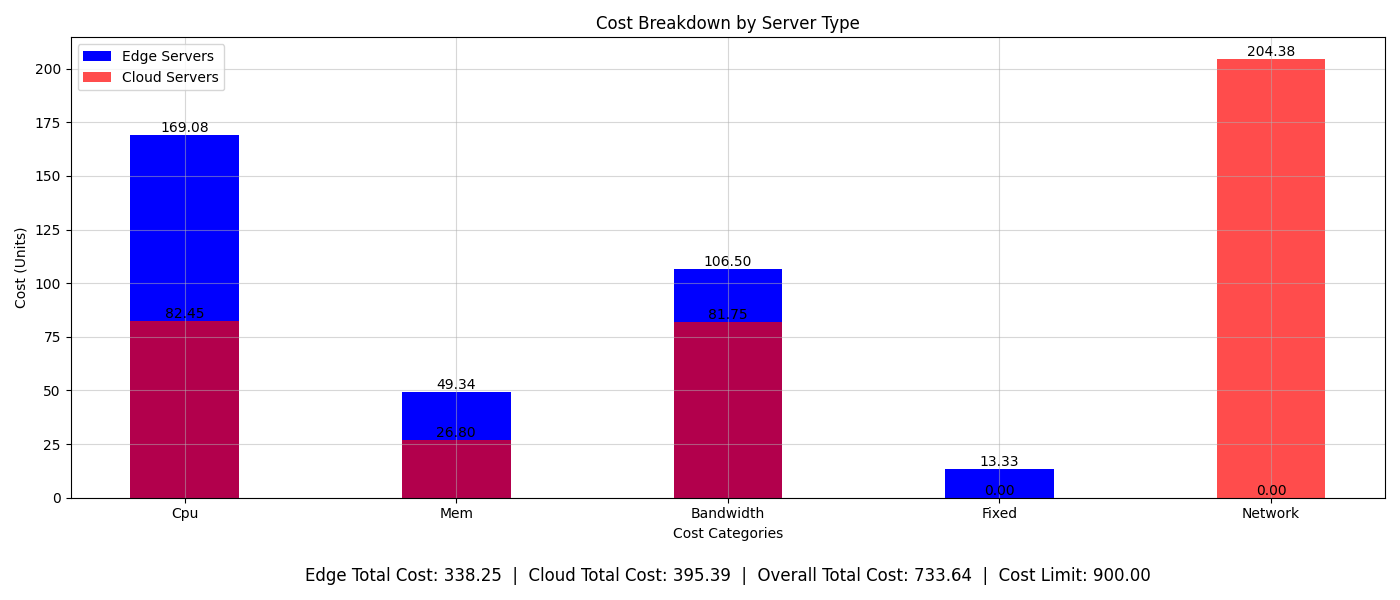 Cost Breakdown by Server Type
Edge Servers
Cloud Servers
Cost (Units)
200
175
150
125
100
75
50
25
0
169.08
82.45
49.34
26.80
106.50
81.75
13.33
0.00
204.38
0.00
Cpu Mem Bandwidth Fixed Network
Cost Categories
Edge Total Cost: 338.25 | Cloud Total Cost: 395.39 | Overall Total Cost: 733.64 | Cost Limit: 900.00